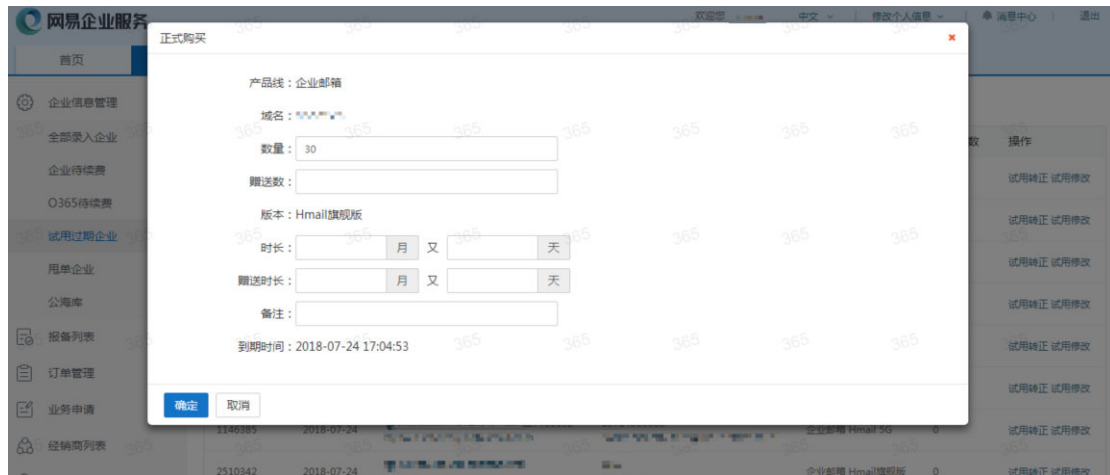 网易企业服务
欢迎您
中文
修改个人信息
消息中心
退出
首页
正式购买
企业信息管理
全部录入企业
企业待续费
O365待续费
试用过期企业
甩单企业
公海库
报备列表
订单管理
业务申请
经销商列表
产品线：企业邮箱
域名：
数量：30
赠送数：
版本：Hmail旗舰版
时长： 月 又 天
赠送时长： 月 又 天
备注：
到期时间：2018-07-24 17:04:53
确定 取消
数 操作
试用转正 试用修改
试用转正 试用修改
试用转正 试用修改
试用转正 试用修改
试用转正 试用修改
试用转正 试用修改
1146385 2018-07-24 企业邮箱 Hmail 5G 0 试用转正 试用修改
2510342 2018-07-24 企业邮箱 Hmail旗舰版 0 试用转正 试用修改
365